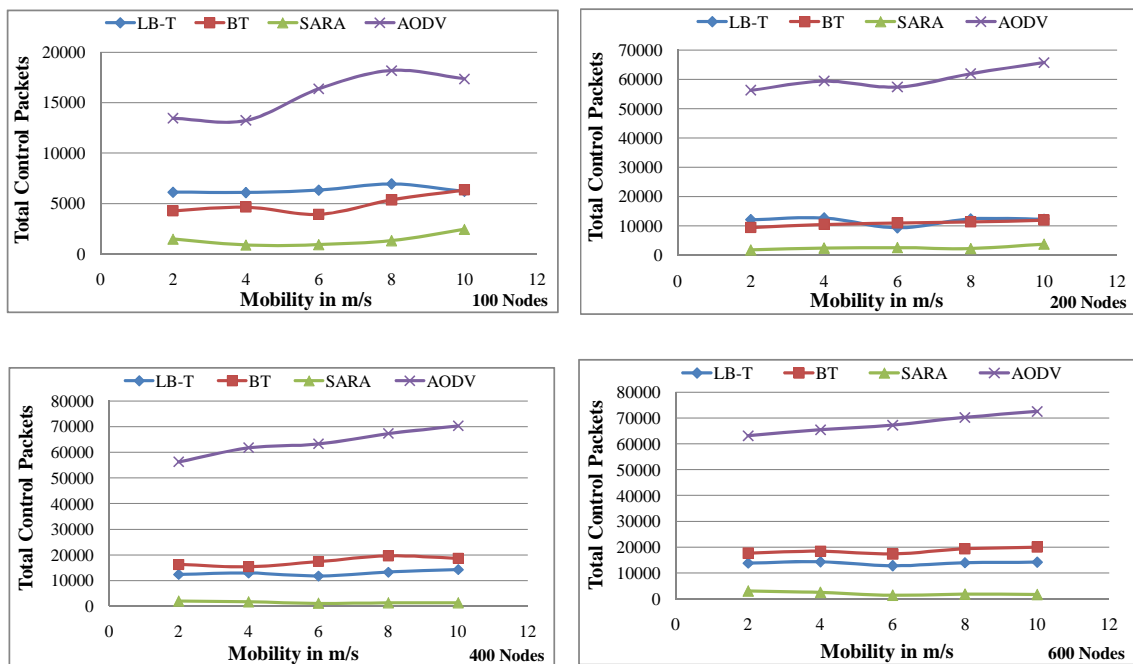 LB-T BT SARA AODV
Total Control Packets
20000
15000
10000
5000
0
0 2 4 6 8 10 12
Mobility in m/s
100 Nodes
LB-T BT SARA AODV
Total Control Packets
70000
60000
50000
40000
30000
20000
10000
0
0 2 4 6 8 10 12
Mobility in m/s
200 Nodes
LB-T BT SARA AODV
Total Control Packets
80000
70000
60000
50000
40000
30000
20000
10000
0
0 2 4 6 8 10 12
Mobility in m/s
400 Nodes
LB-T BT SARA AODV
Total Control Packets
80000
70000
60000
50000
40000
30000
20000
10000
0
0 2 4 6 8 10 12
Mobility in m/s
600 Nodes